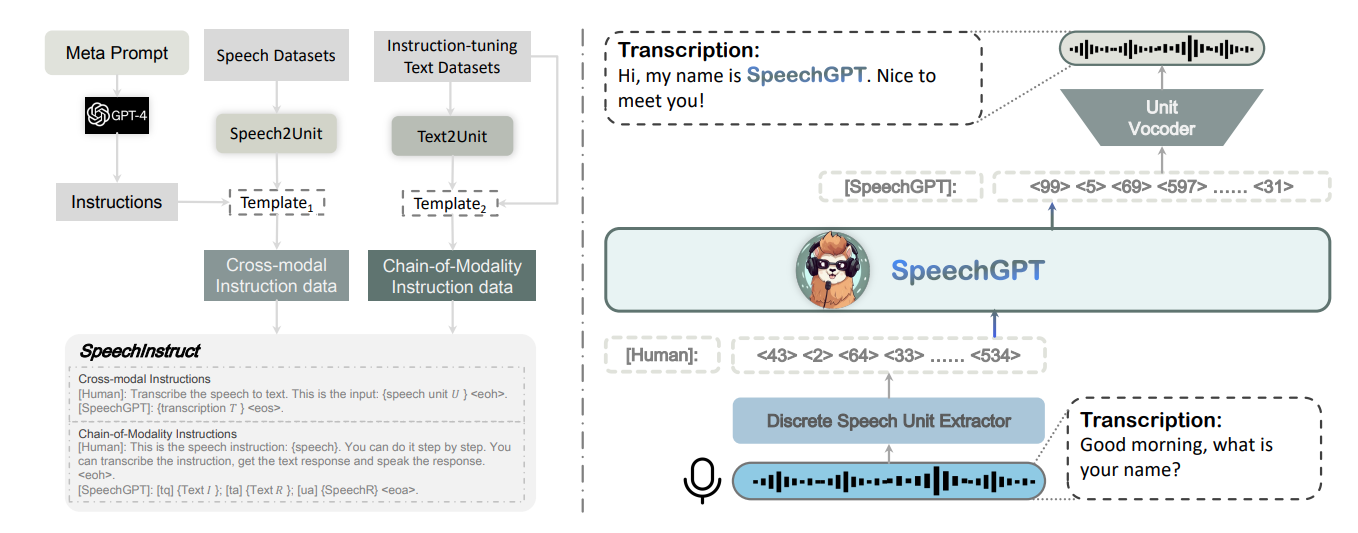 Meta Prompt
Speech Datasets
Instruction-tuning
Text Datasets
GPT-4
Speech2Unit
Text2Unit
Instructions
Template1
Template2
Cross-modal
Instruction data
Chain-of-Modality
Instruction data
SpeechInstruct
Cross-modal Instructions
[Human]: Transcribe the speech to text. This is the input: {speech unit U } <eoh>.
[SpeechGPT]: {transcription T } <eos>.
Chain-of-Modality Instructions
[Human]: This is the speech instruction: {speech}. You can do it step by step. You
can transcribe the instruction, get the text response and speak the response.
<eoh>.
[SpeechGPT]: [tq] {Text I }; [ta] {Text R }; [ua] {SpeechR} <eoa>.
Transcription:
Hi, my name is SpeechGPT. Nice to
meet you!
Unit
Vocoder
[SpeechGPT]:
<99> <5> <69> <597> ...... <31>
SpeechGPT
[Human]:
<43> <2> <64> <33> ...... <534>
Discrete Speech Unit Extractor
Transcription:
Good morning, what is
your name?